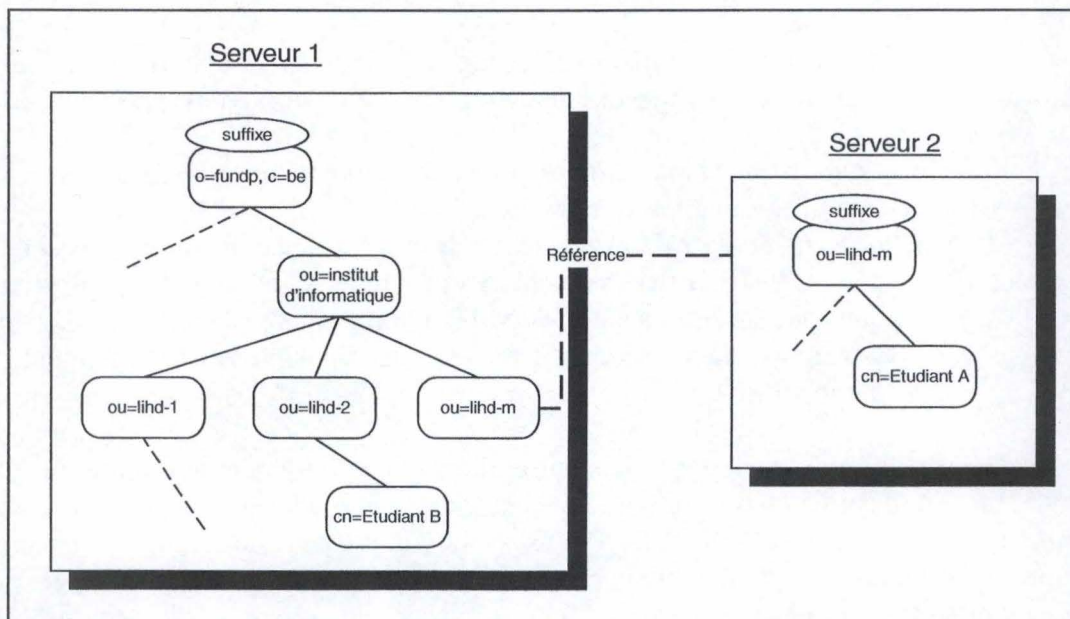 Serveur 1
suffixe
o=fundp, c=be
ou=institut
d'informatique
ou=lihd-1
ou=lihd-2
ou=lihd-m
cn=Etudiant B
Référence
Serveur 2
suffixe
ou=lihd-m
cn=Etudiant A